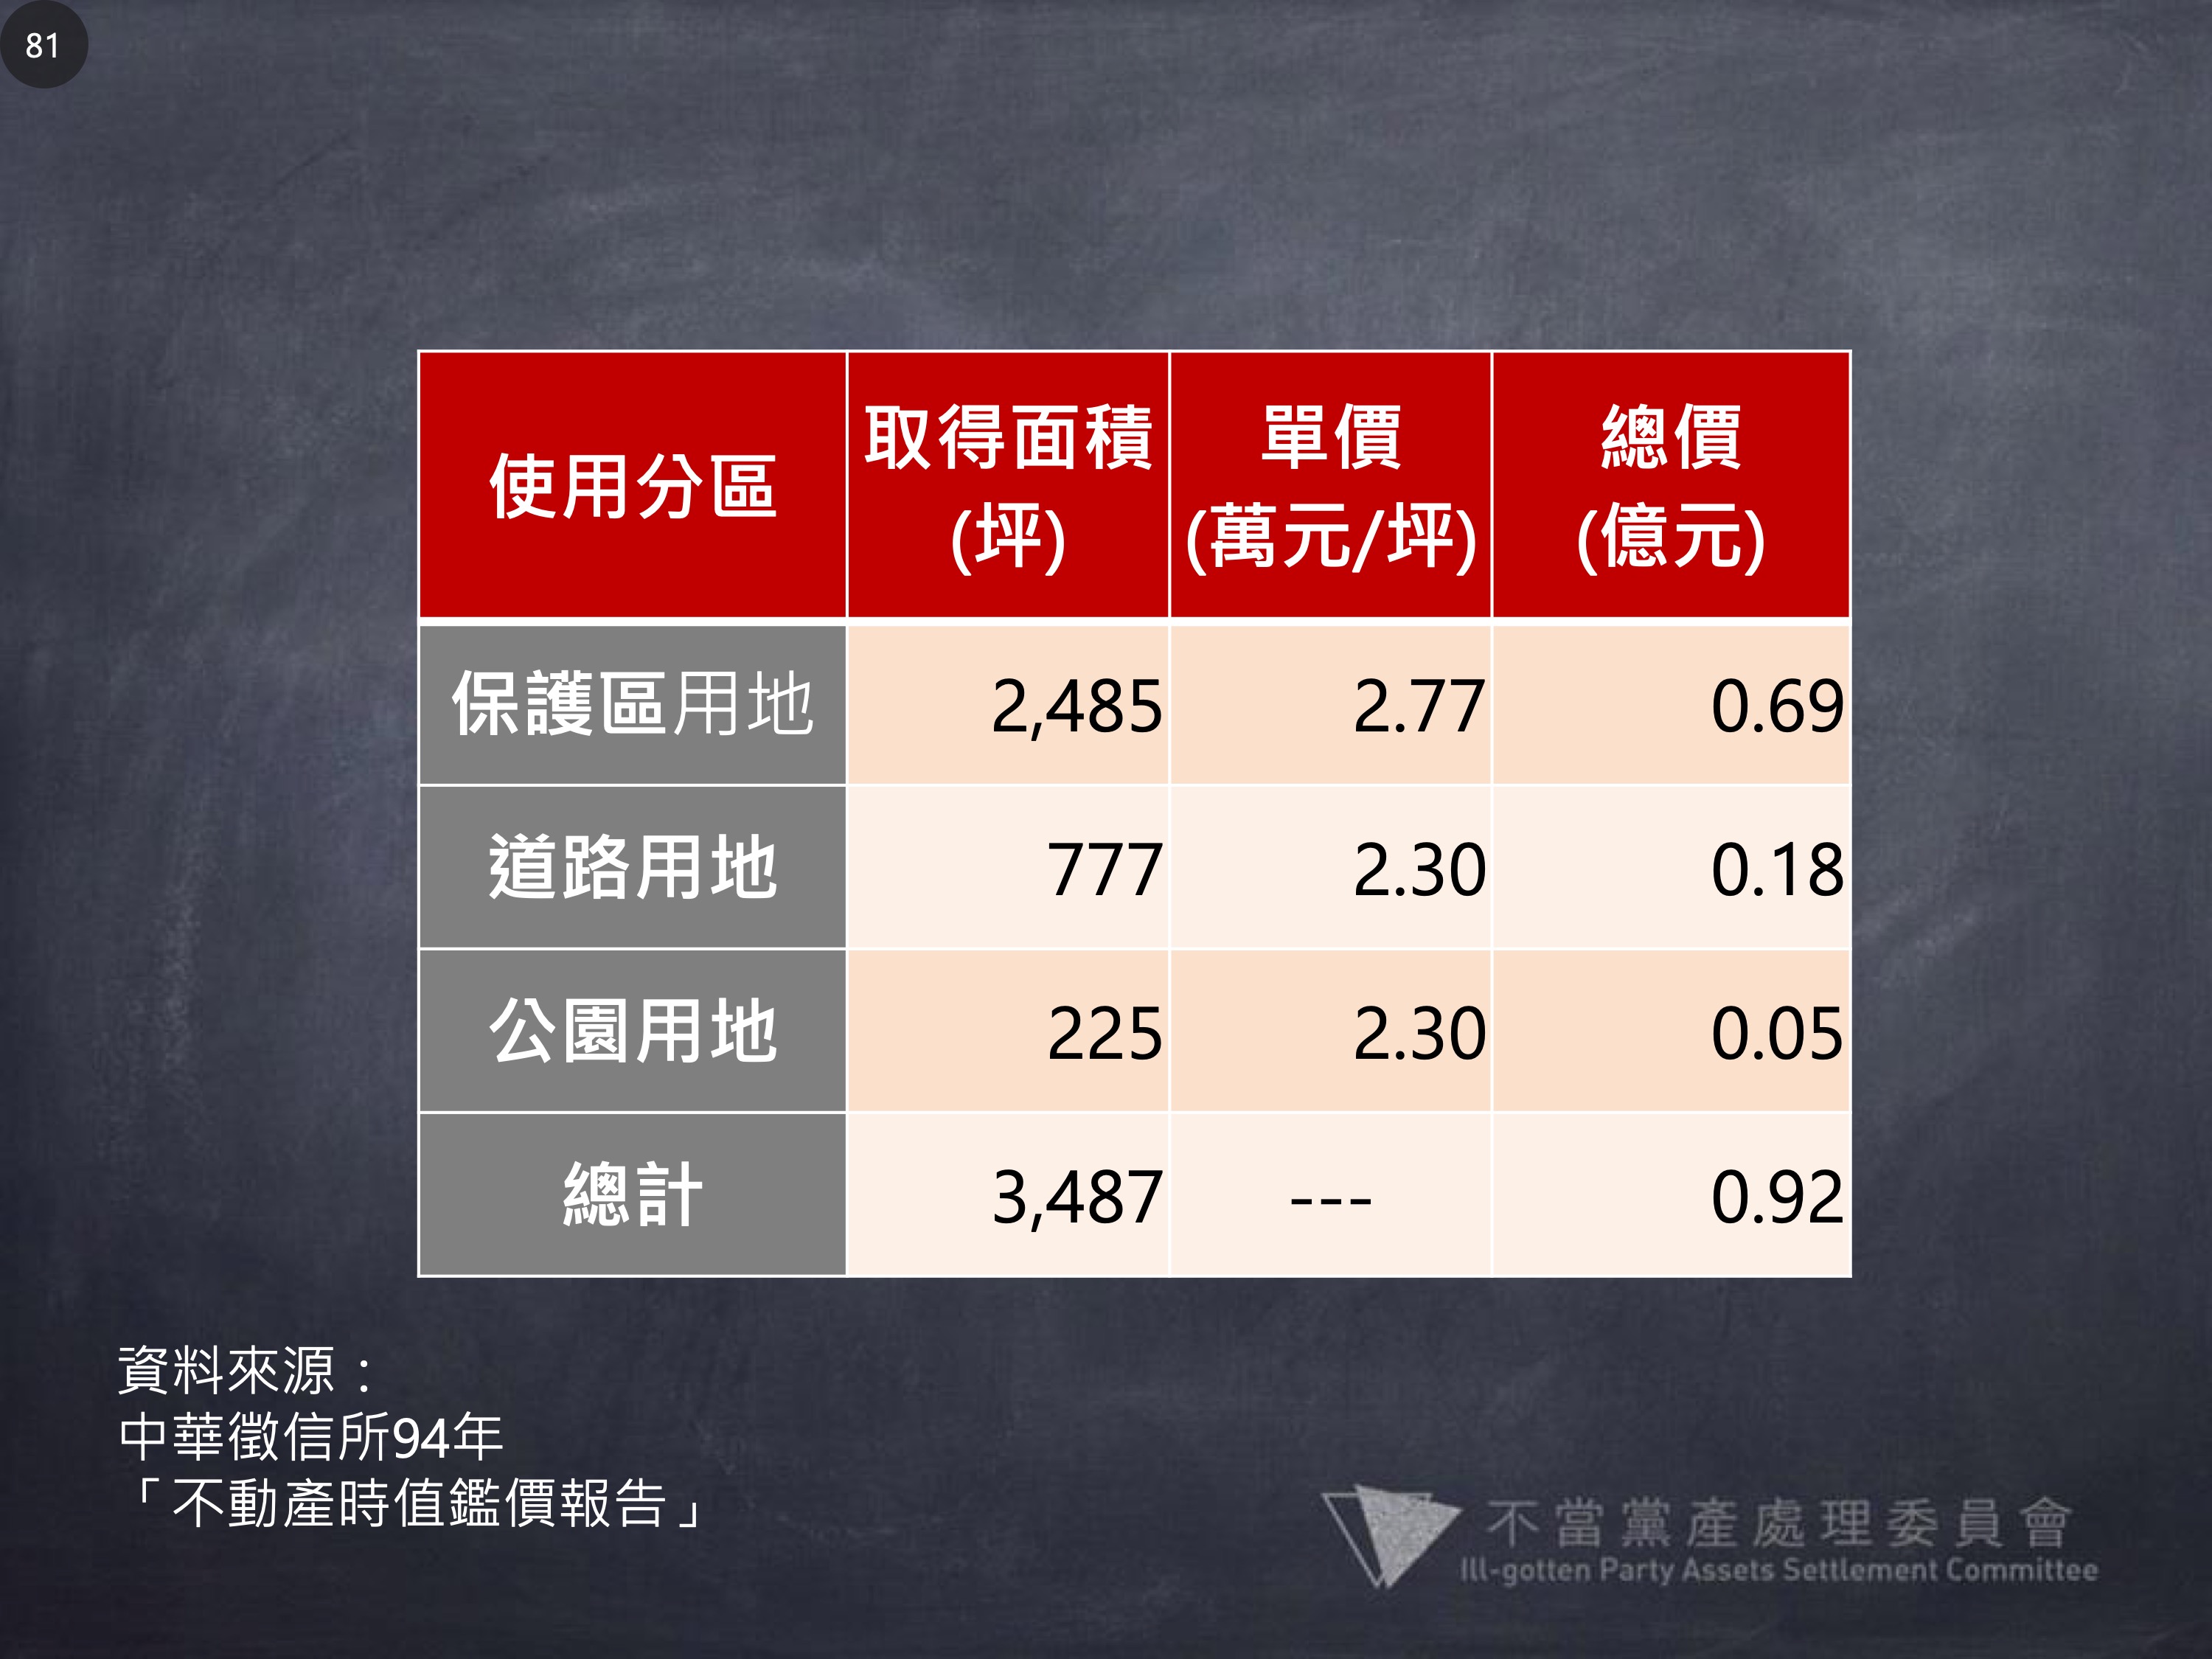 81
使用分區 取得面積(坪) 單價(萬元/坪) 總價(億元)
保護區用地 2,485 2.77 0.69
道路用地 777 2.30 0.18
公園用地 225 2.30 0.05
總計 3,487 --- 0.92
資料來源：
中華徵信所94年
「不動產時值鑑價報告」
不當黨產處理委員會
Ill-gotten Party Assets Settlement Committee